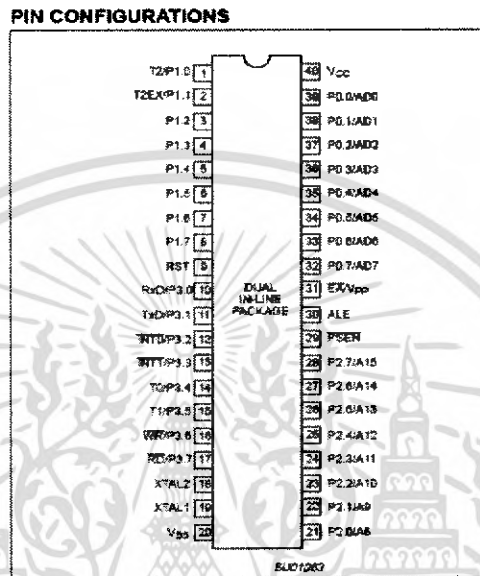 PIN CONFIGURATIONS
T2/P1.0 1
T2EX/P1.1 2
P1.2 3
P1.3 4
P1.4 5
P1.5 6
P1.6 7
P1.7 8
RST 9
RxD/P3.0 10
TxD/P3.1 11
INT0/P3.2 12
INT1/P3.3 13
T0/P3.4 14
T1/P3.5 15
WR/P3.6 16
RD/P3.7 17
XTAL2 18
XTAL1 19
VSS 20
DUAL
IN-LINE
PACKAGE
40 VCC
39 P0.0/AD0
38 P0.1/AD1
37 P0.2/AD2
36 P0.3/AD3
35 P0.4/AD4
34 P0.5/AD5
33 P0.6/AD6
32 P0.7/AD7
31 EA/VPP
30 ALE
29 PSEN
28 P2.7/A15
27 P2.6/A14
26 P2.5/A13
25 P2.4/A12
24 P2.3/A11
23 P2.2/A10
22 P2.1/A9
21 P2.0/A8